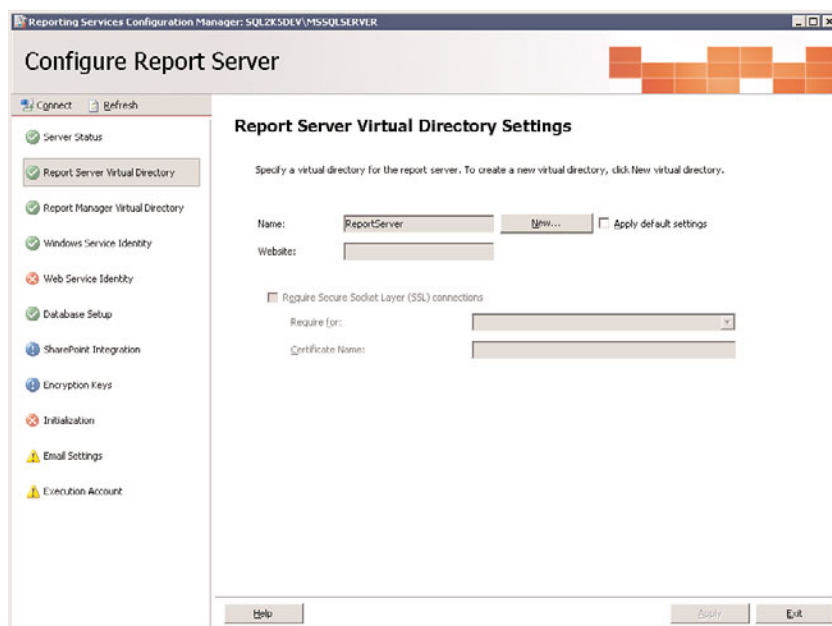 Reporting Services Configuration Manager: SQL2K5DEV\MSSQLSERVER
Configure Report Server
Connect Refresh
Server Status
Report Server Virtual Directory
Report Manager Virtual Directory
Windows Service Identity
Web Service Identity
Database Setup
SharePoint Integration
Encryption Keys
Initialization
Email Settings
Execution Account
Report Server Virtual Directory Settings
Specify a virtual directory for the report server. To create a new virtual directory, click New virtual directory.
Name: ReportServer New... Apply default settings
Website:
Require Secure Socket Layer (SSL) connections
Require for:
Certificate Name:
Help Apply Exit